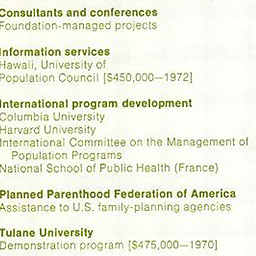 Consultants and conferences
Foundation-managed projects
Information services
Hawaii, University of
Population Council [$450,000—1972]
International program development
Columbia University
Harvard University
International Committee on the Management of
Population Programs
National School of Public Health (France)
Planned Parenthood Federation of America
Assistance to U.S. family-planning agencies
Tulane University
Demonstration program [$475,000—1970]